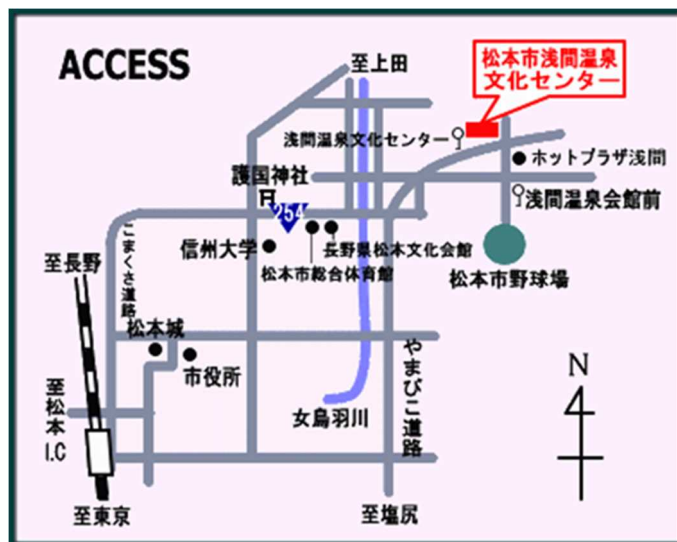 ACCESS
至上田
松本市浅間温泉
文化センター
浅間温泉文化センター
ホットプラザ浅間
護国神社
浅間温泉会館前
254
長野県松本文化会館
信州大学
松本市総合体育館
こまくさ道路
至長野
松本市野球場
松本城
市役所
やまびこ道路
N
至松本I.C
女鳥羽川
至東京
至塩尻